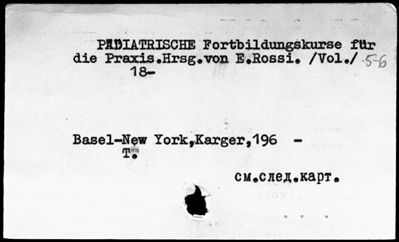 PÄDIATRISCHE Fortbildungskurse für
die Praxis.Hrsg.von E.Rossi. /Vol./ 5-6
18-
Basel-New York,Karger,196 -
T.
см.след.карт.